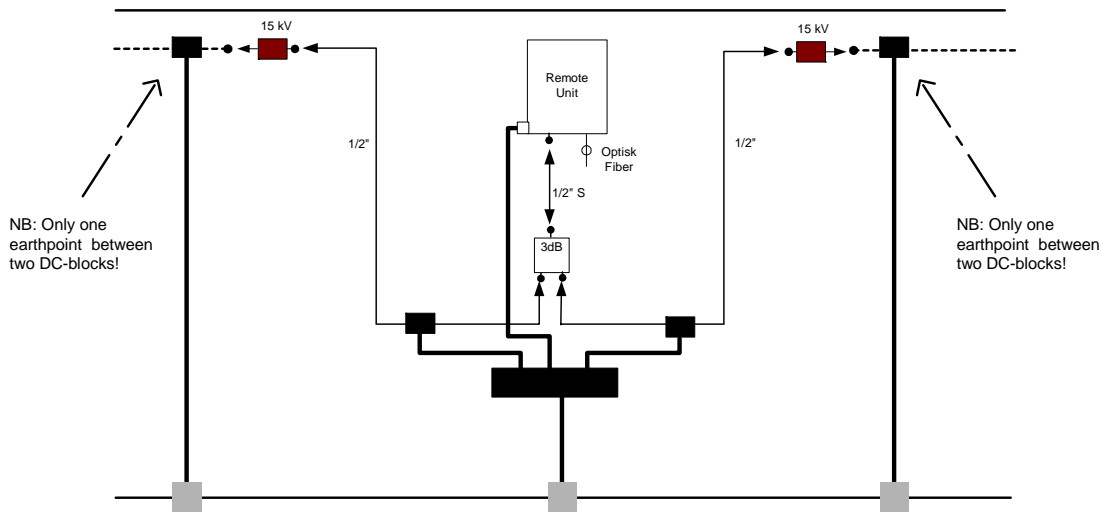 15 kV
15 kV
Remote
Unit
1/2"
1/2"
Optisk
Fiber
1/2" S
3dB
NB: Only one
earthpoint between
two DC-blocks!
NB: Only one
earthpoint between
two DC-blocks!